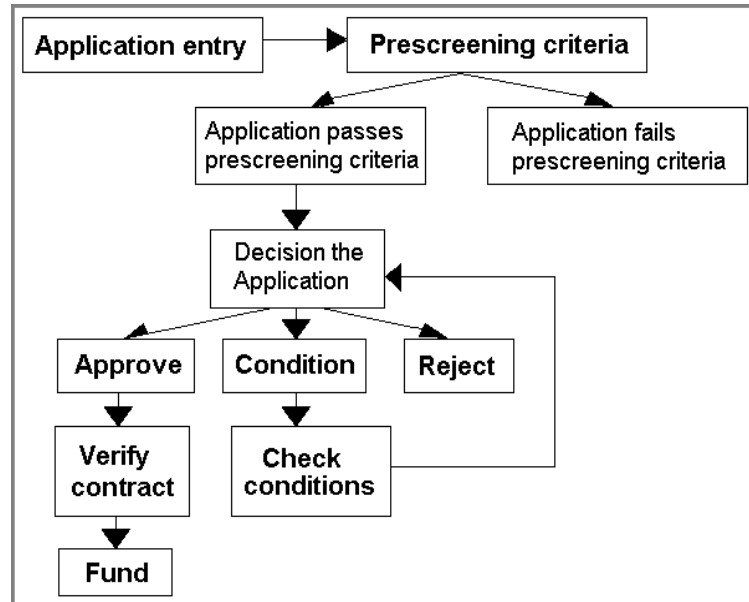 Application entry
Prescreening criteria
Application passes
prescreening criteria
Application fails
prescreening criteria
Decision the
Application
Approve
Condition
Reject
Verify
contract
Check
conditions
Fund